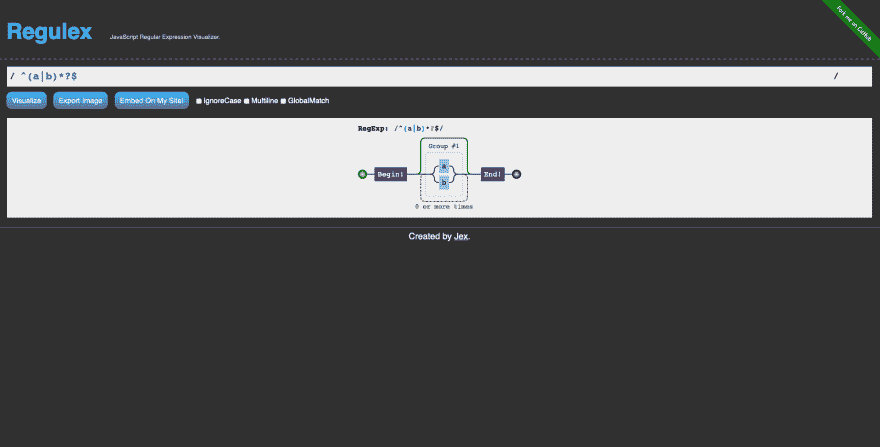 Regulex
JavaScript Regular Expression Visualizer.
Fork me on GitHub
/ ^(a|b)*?$ /
Visualize Export Image Embed On My Site! IgnoreCase Multiline GlobalMatch
RegExp: /^(a|b)*?$/
Group #1
a
Begin! End!
b
0 or more times
Created by Jex.